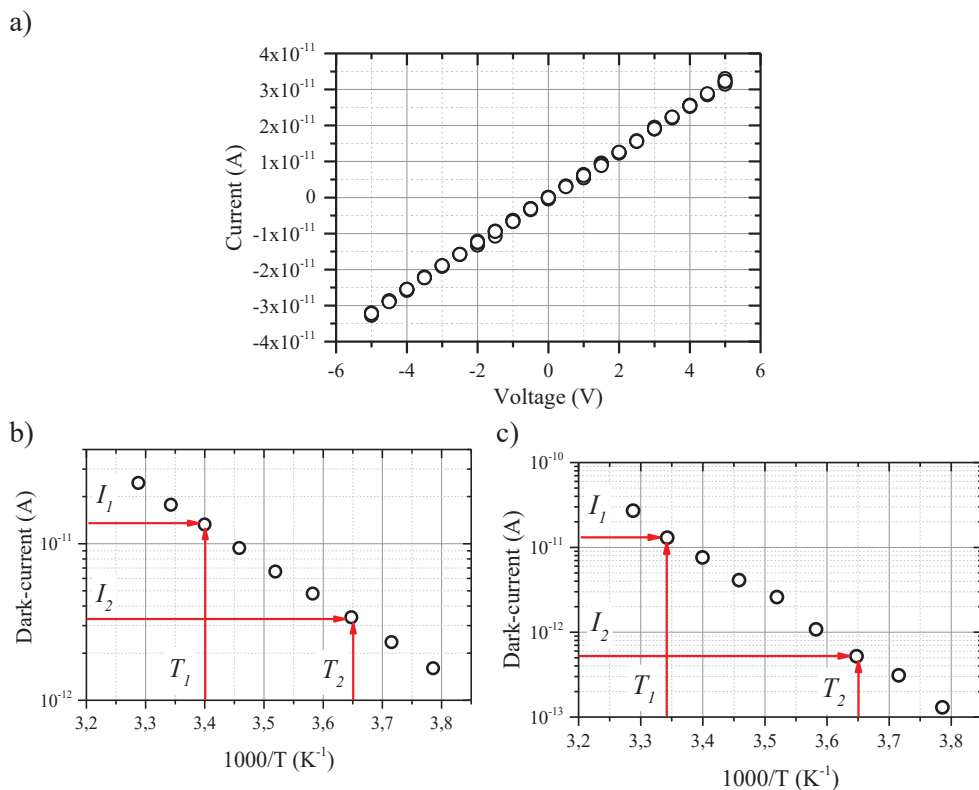 a)
4x10⁻¹¹
3x10⁻¹¹
2x10⁻¹¹
1x10⁻¹¹
0
-1x10⁻¹¹
-2x10⁻¹¹
-3x10⁻¹¹
-4x10⁻¹¹
Current (A)
-6 -4 -2 0 2 4 6
Voltage (V)
b)
10⁻¹¹
10⁻¹²
Dark-current (A)
I₁
I₂
T₁ T₂
3,2 3,3 3,4 3,5 3,6 3,7 3,8
1000/T (K⁻¹)
c)
10⁻¹⁰
10⁻¹¹
10⁻¹²
10⁻¹³
Dark-current (A)
I₁
I₂
T₁ T₂
3,2 3,3 3,4 3,5 3,6 3,7 3,8
1000/T (K⁻¹)